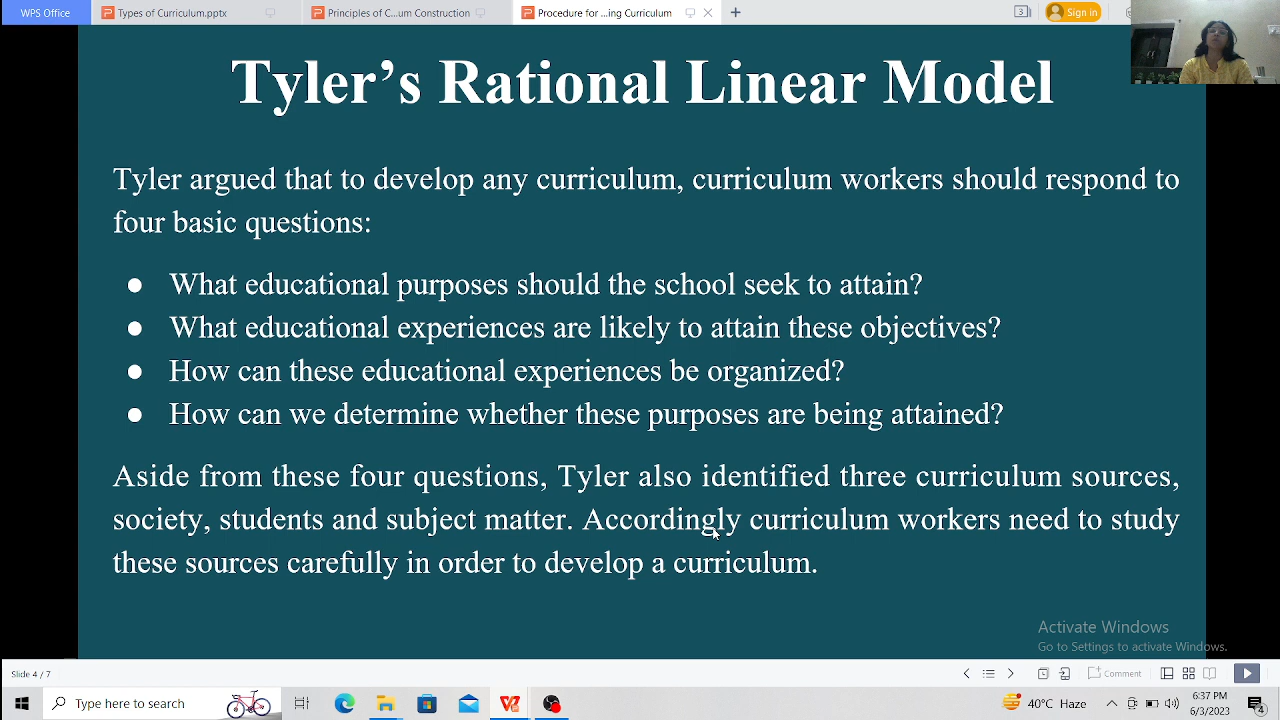 WPS Office
Types of Curriculum.pptx
Principles of C...um Construction
Procedure for ...ing Curriculum
3
Sign in
Tyler’s Rational Linear Model
Tyler argued that to develop any curriculum, curriculum workers should respond to
four basic questions:
● What educational purposes should the school seek to attain?
● What educational experiences are likely to attain these objectives?
● How can these educational experiences be organized?
● How can we determine whether these purposes are being attained?
Aside from these four questions, Tyler also identified three curriculum sources,
society, students and subject matter. Accordingly curriculum workers need to study
these sources carefully in order to develop a curriculum.
Activate Windows
Go to Settings to activate Windows.
Slide 4 / 7
Comment
Type here to search
40°C Haze
6:37 PM
6/3/2023
4